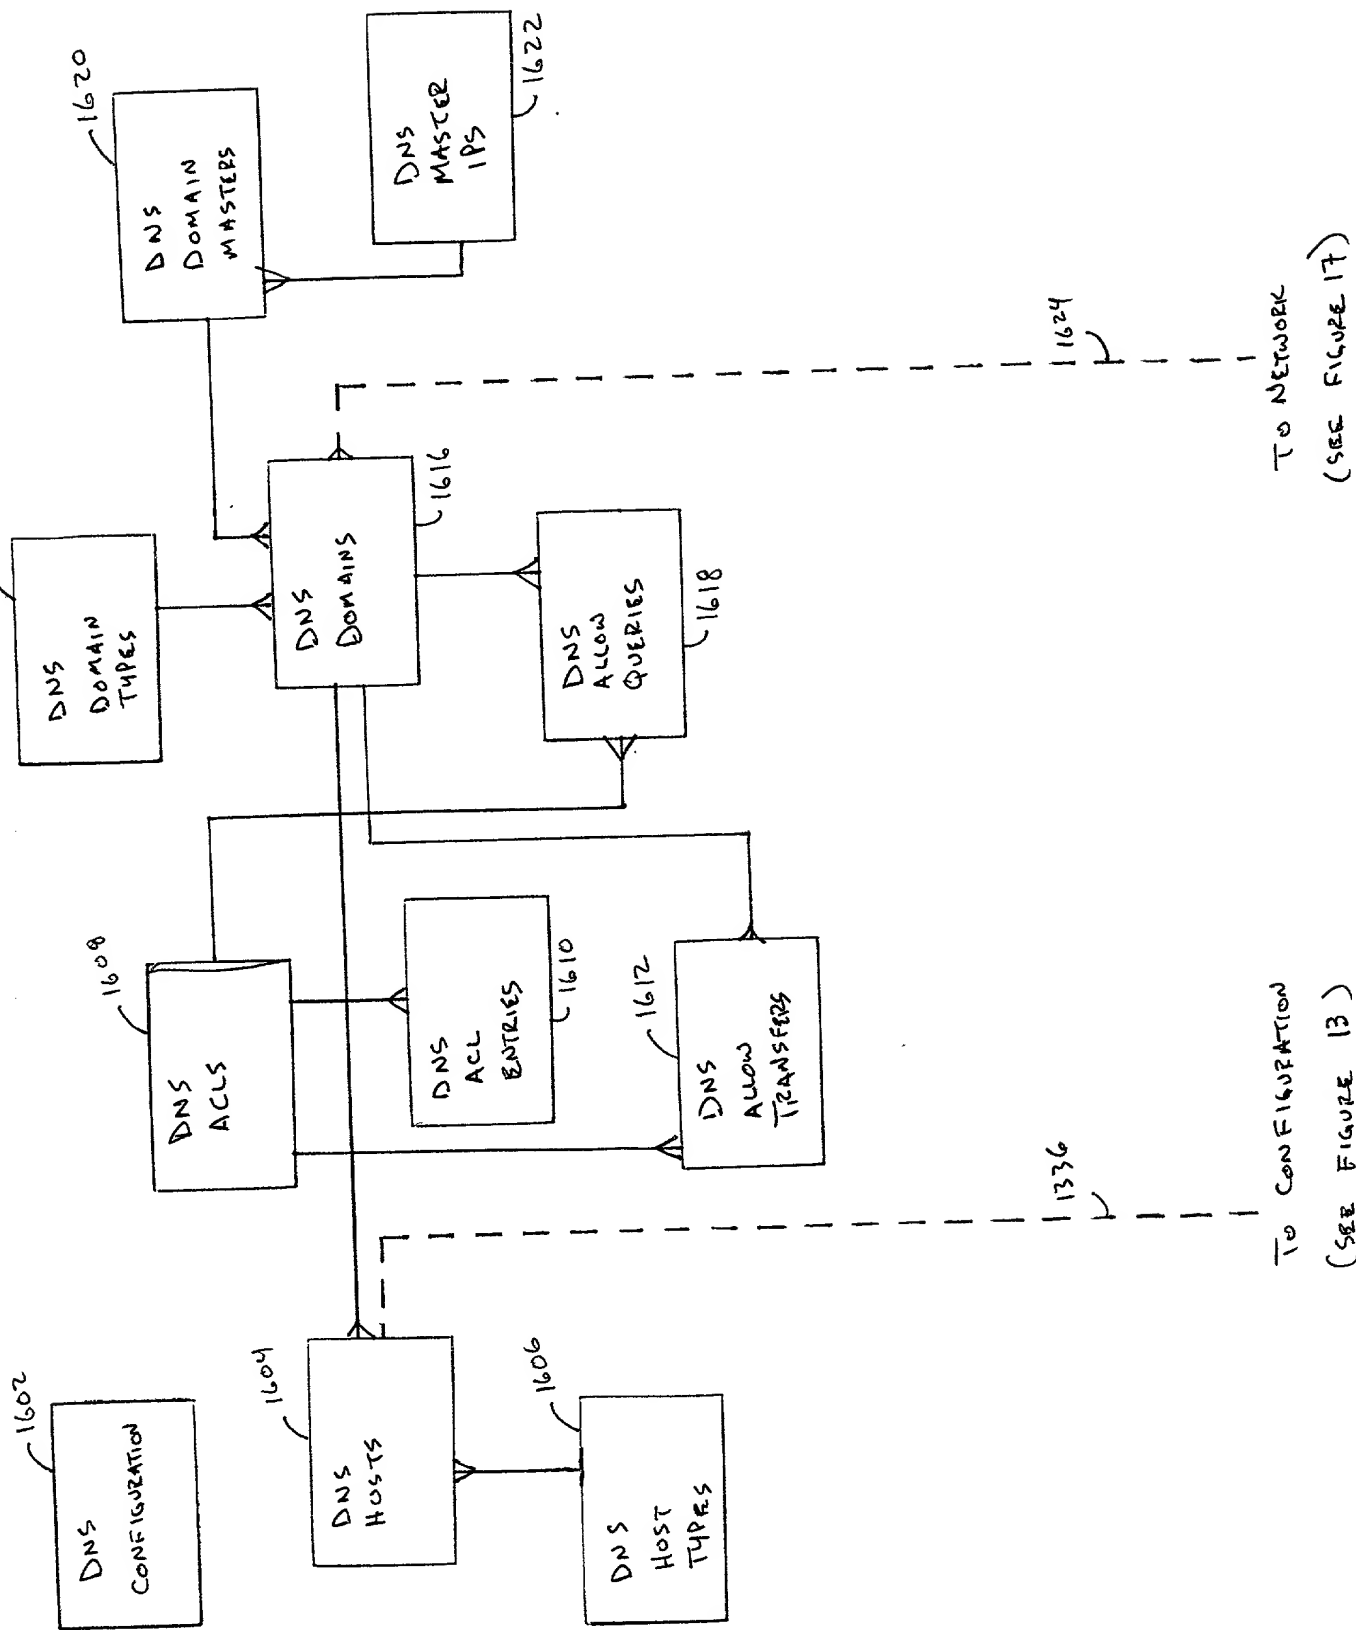 1602
DNS
CONFIGURATION
1604
DNS
HOSTS
1606
DNS
HOST
TYPES
1608
DNS
ACLS
DNS
ACL
ENTRIES
1610
1612
DNS
ALLOW
TRANSFERS
DNS
DOMAIN
TYPES
DNS
DOMAINS
1616
DNS
ALLOW
QUERIES
1618
1620
DNS
DOMAIN
MASTERS
DNS
MASTER
IPS
1622
1336
TO CONFIGURATION
(SEE FIGURE 13)
1624
TO NETWORK
(SEE FIGURE 17)